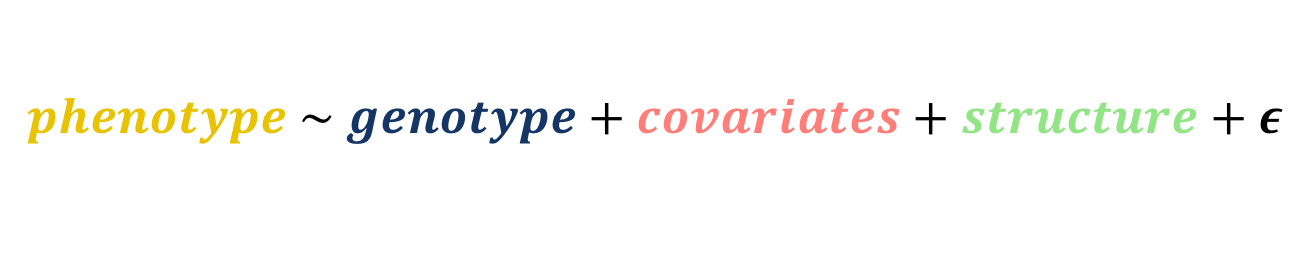 phenotype ~ genotype + covariates + structure + ϵ